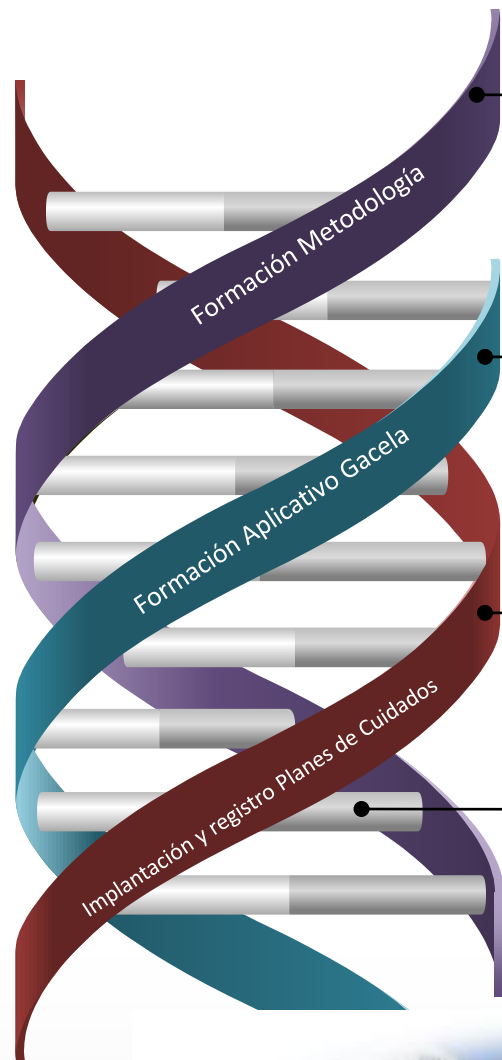 Formación Metodología
Formación Aplicativo Gacela
Implantación y registro Planes de Cuidados